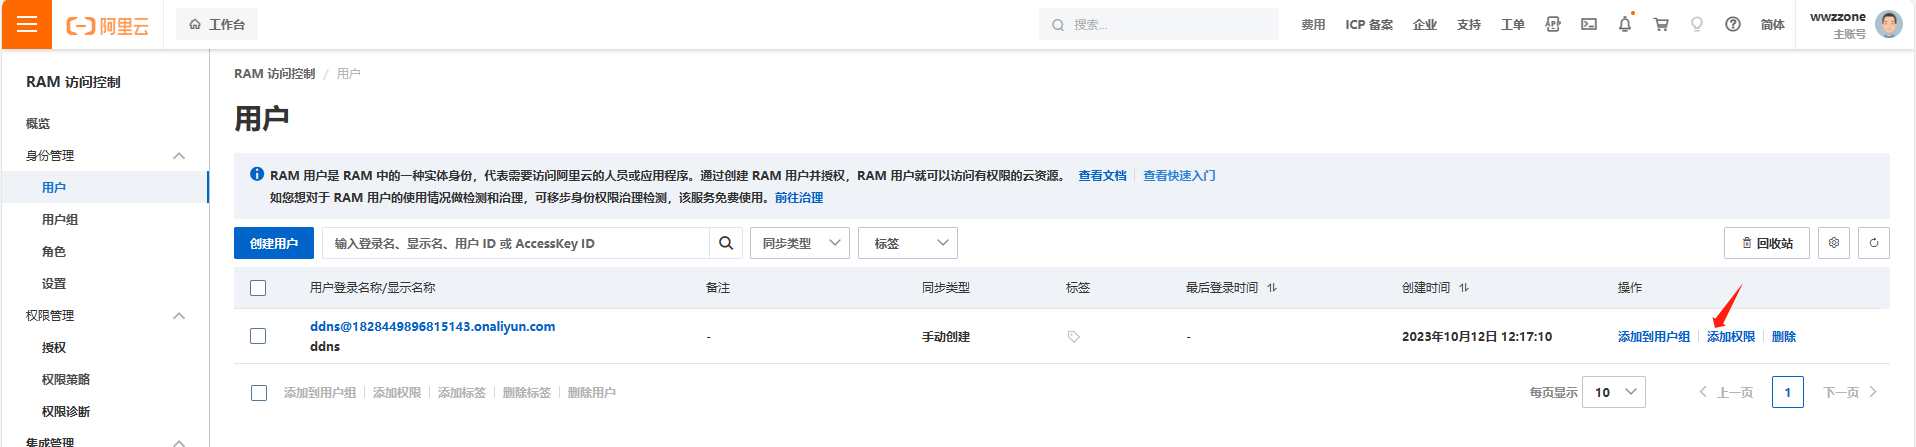 阿里云
工作台
搜索...
费用
ICP 备案
企业
支持
工单
简体
wwzzone
主账号
RAM 访问控制
概览
身份管理
用户
用户组
角色
设置
权限管理
授权
权限策略
权限诊断
集成管理
RAM 访问控制 / 用户
用户
RAM 用户是 RAM 中的一种实体身份，代表需要访问阿里云的人员或应用程序。通过创建 RAM 用户并授权，RAM 用户就可以访问有权限的云资源。 查看文档 查看快速入门
如您想对于 RAM 用户的使用情况做检测和治理，可移步身份权限治理检测，该服务免费使用。前往治理
创建用户 输入登录名、显示名、用户 ID 或 AccessKey ID 同步类型 标签 回收站
用户登录名称/显示名称 备注 同步类型 标签 最后登录时间 创建时间 操作
ddns@1828449896815143.onaliyun.com - 手动创建 - 2023年10月12日 12:17:10 添加到用户组 添加权限 删除
ddns
添加到用户组 添加权限 添加标签 删除标签 删除用户 每页显示 10 上一页 1 下一页